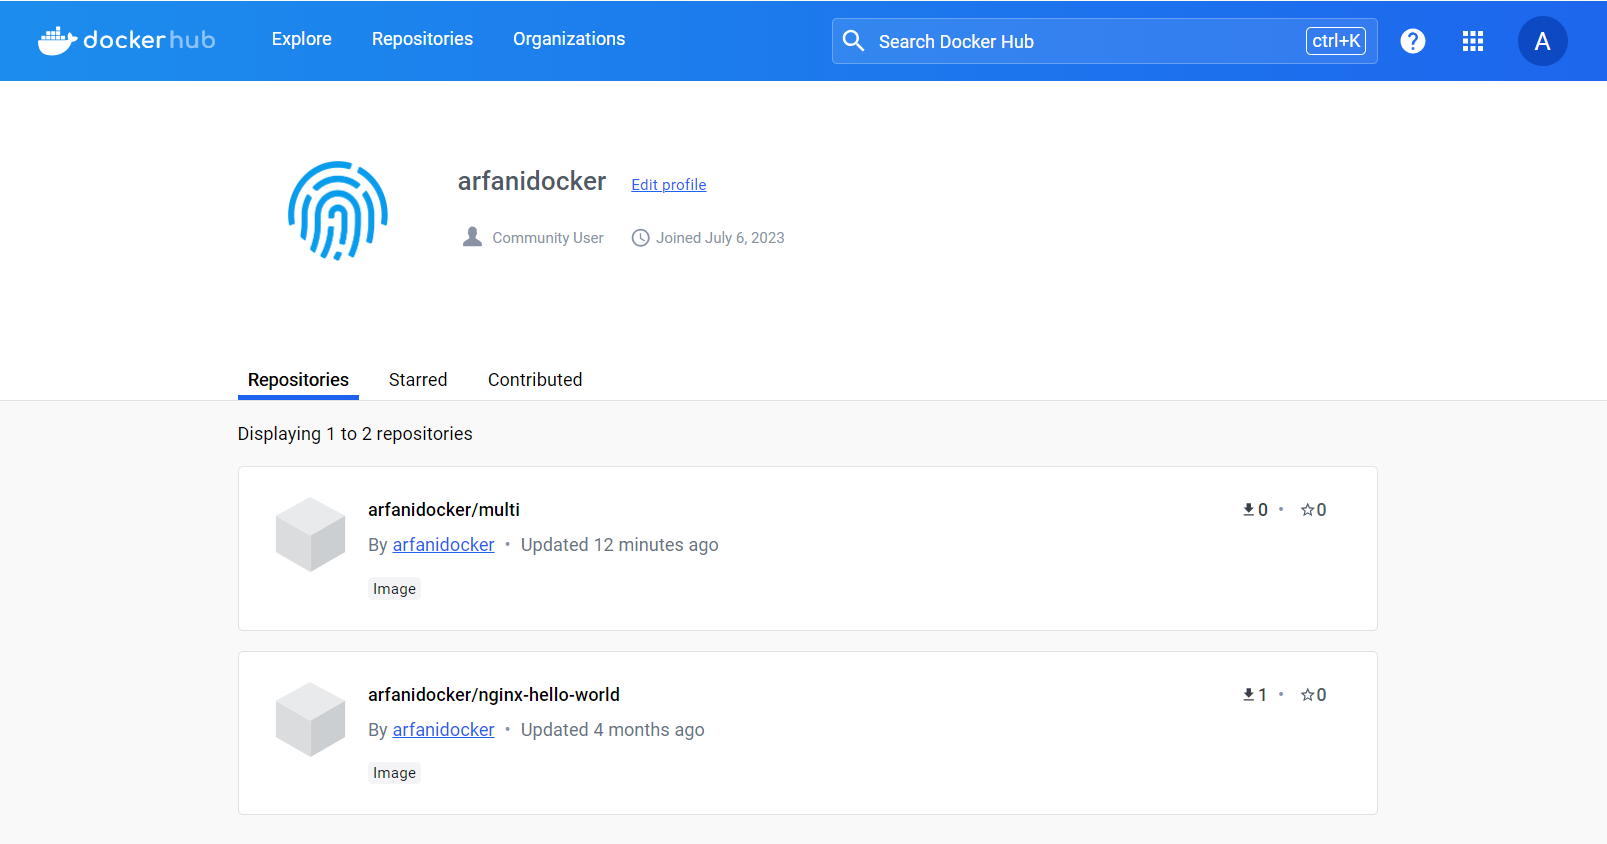 dockerhub Explore Repositories Organizations Search Docker Hub ctrl+K ? A
arfanidocker Edit profile
Community User Joined July 6, 2023
Repositories Starred Contributed
Displaying 1 to 2 repositories
arfanidocker/multi 0 • 0
By arfanidocker • Updated 12 minutes ago
Image
arfanidocker/nginx-hello-world 1 • 0
By arfanidocker • Updated 4 months ago
Image